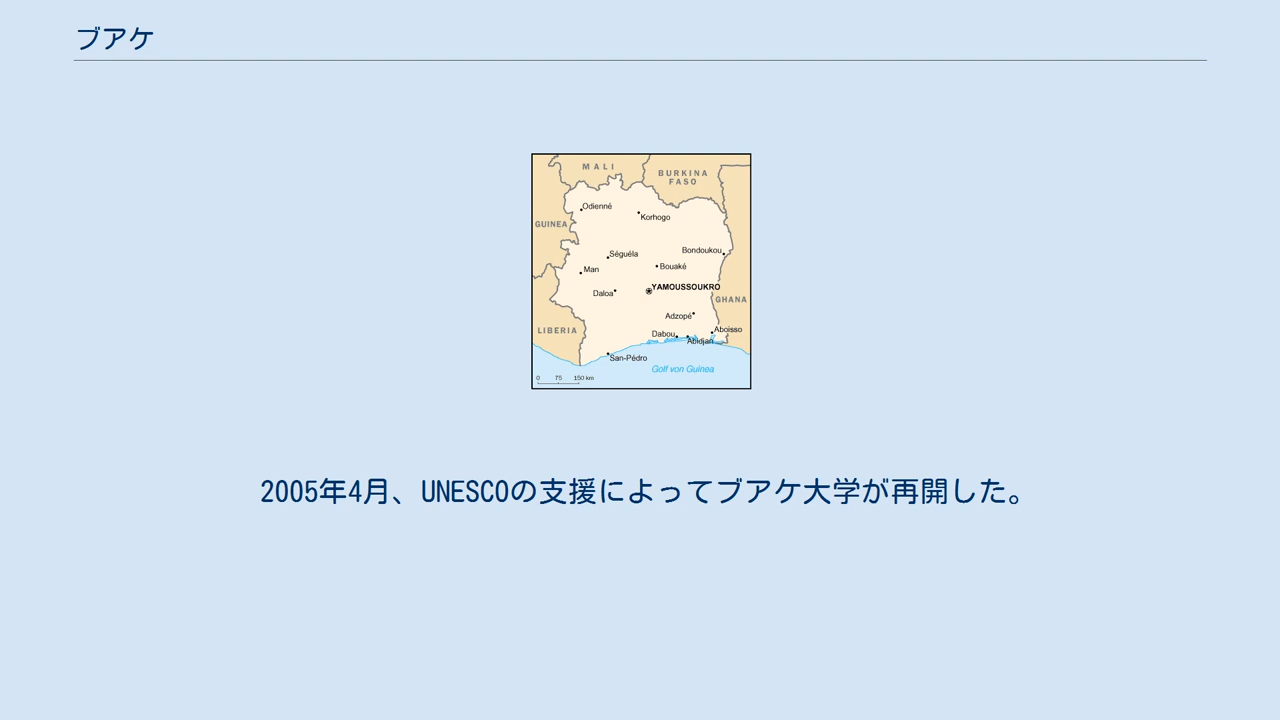 ブアケ
MALI
BURKINA
FASO
Odienné
Korhogo
GUINEA
Bondoukou
Séguéla
Man
Bouaké
Daloa
YAMOUSSOUKRO
GHANA
Adzopé
LIBERIA
Dabou
Aboisso
Abidjan
San-Pédro
Golf von Guinea
0 75 150 km
2005年4月、UNESCOの支援によってブアケ大学が再開した。